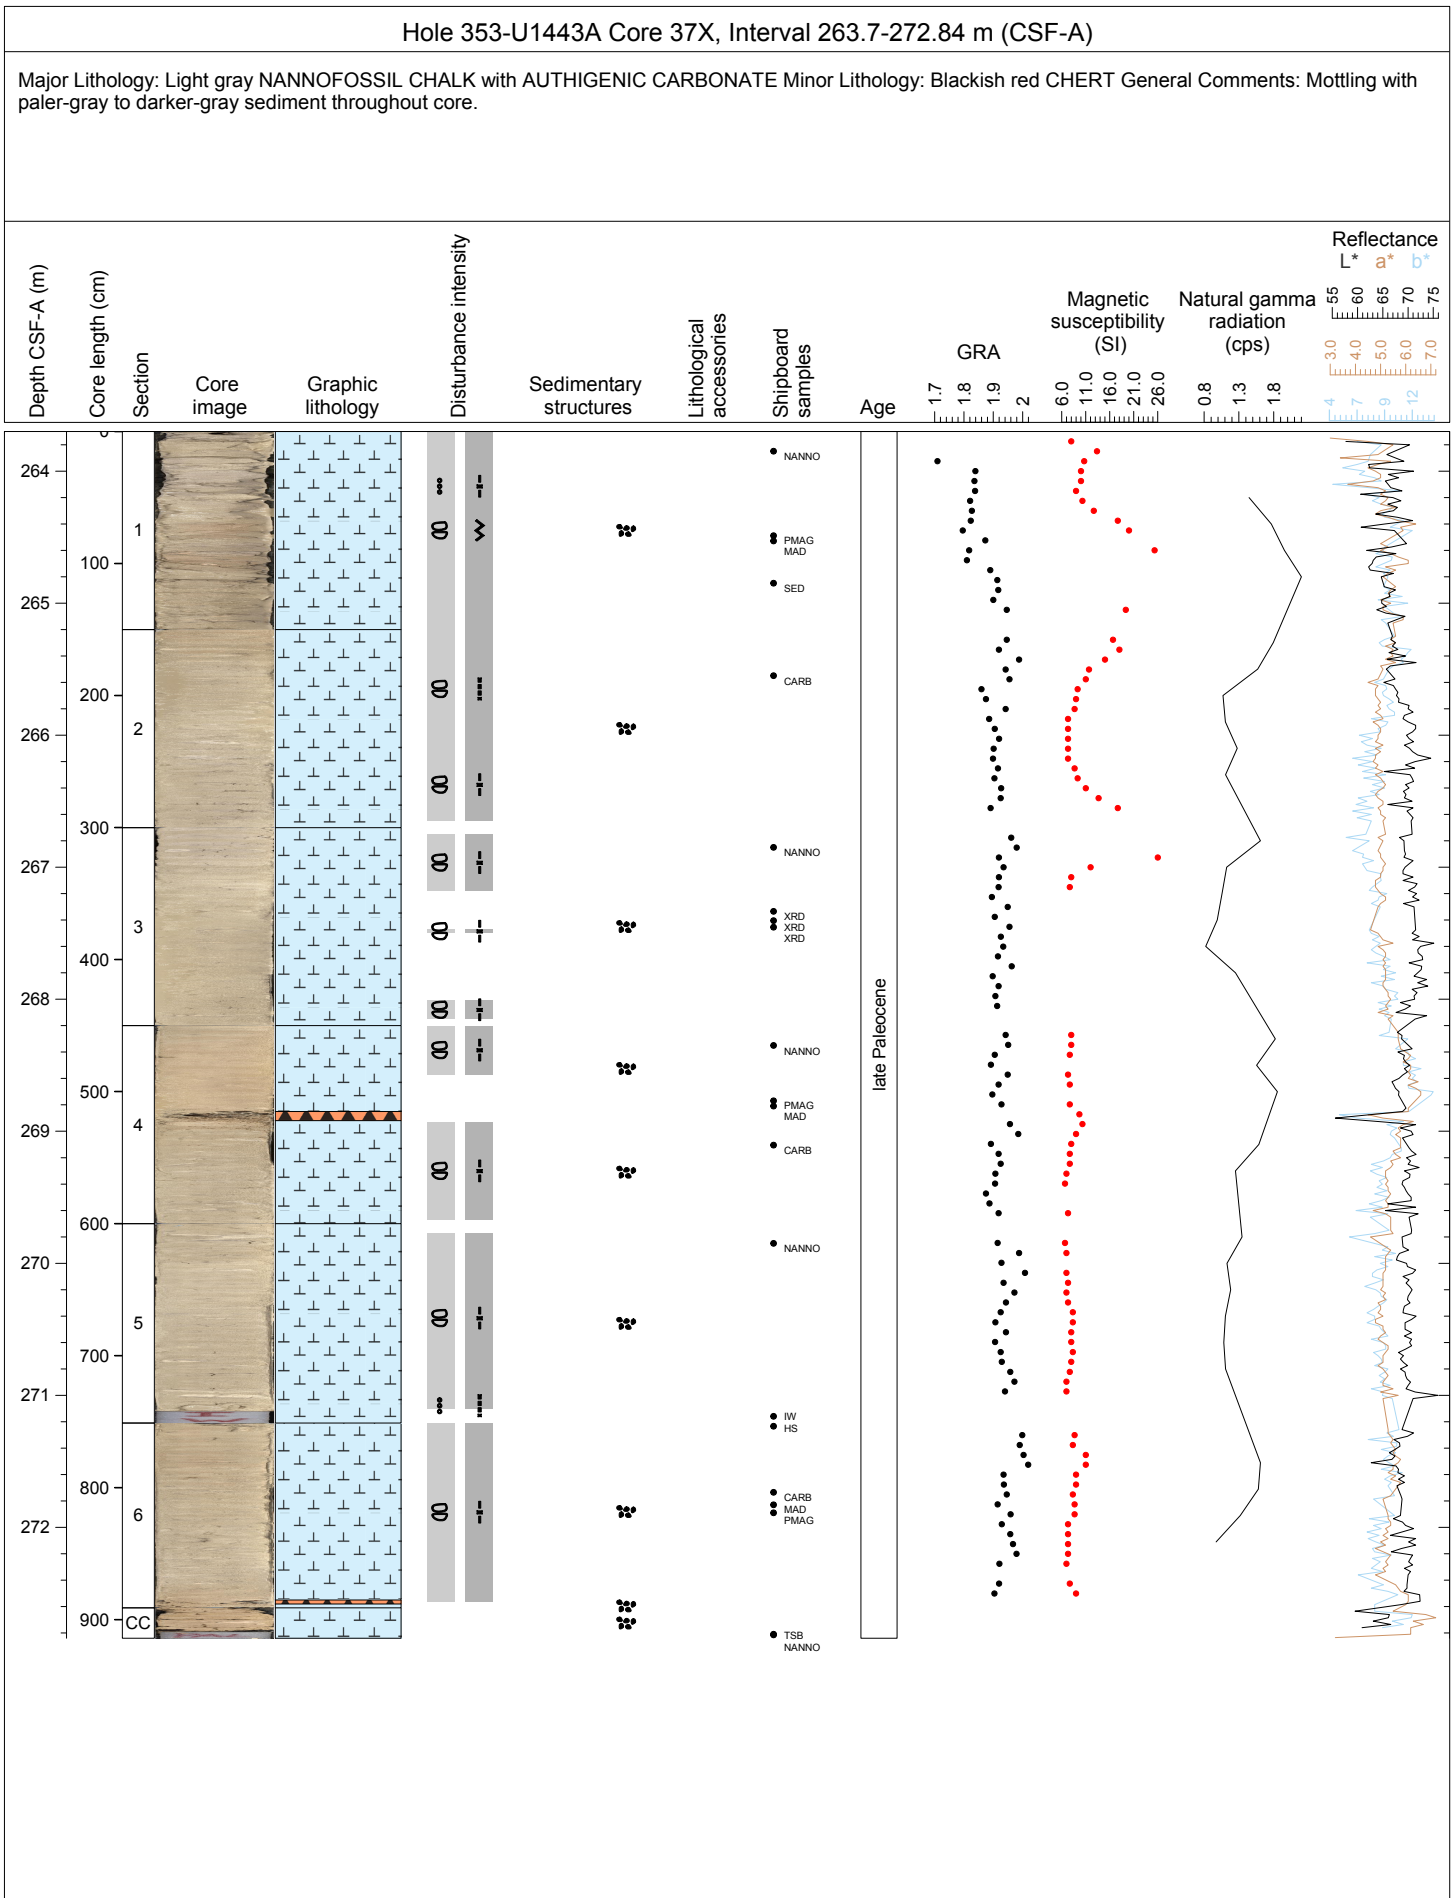 Hole 353-U1443A Core 37X, Interval 263.7-272.84 m (CSF-A)
Major Lithology: Light gray NANNOFOSSIL CHALK with AUTHIGENIC CARBONATE Minor Lithology: Blackish red CHERT General Comments: Mottling with
paler-gray to darker-gray sediment throughout core.
Depth CSF-A (m)
Core length (cm)
Section
Core
image
Graphic
lithology
Disturbance intensity
Sedimentary
structures
Lithological
accessories
Shipboard
samples
Age
GRA
1.7 1.8 1.9 2
Magnetic
susceptibility
(SI)
6.0 11.0 16.0 21.0 26.0
Natural gamma
radiation
(cps)
0.8 1.3 1.8
Reflectance
L* a* b*
55 60 65 70 75
3.0 4.0 5.0 6.0 7.0
4 7 9 12
0
264
NANNO
1
PMAG
MAD
100
SED
265
CARB
200
2
266
300
NANNO
267
XRD
XRD
XRD
3
400
268
late Paleocene
NANNO
500
PMAG
MAD
4
269
CARB
600
NANNO
270
5
700
271
IW
HS
800
CARB
MAD
PMAG
6
272
900
CC
TSB
NANNO